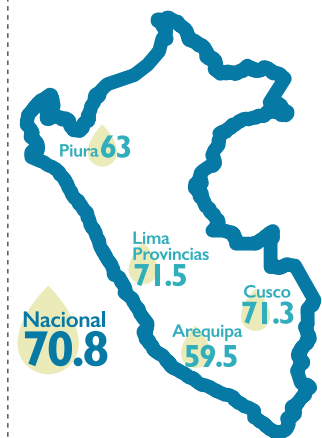 Piura 63
Lima
Provincias
71.5
Cusco
71.3
Nacional
70.8
Arequipa
59.5